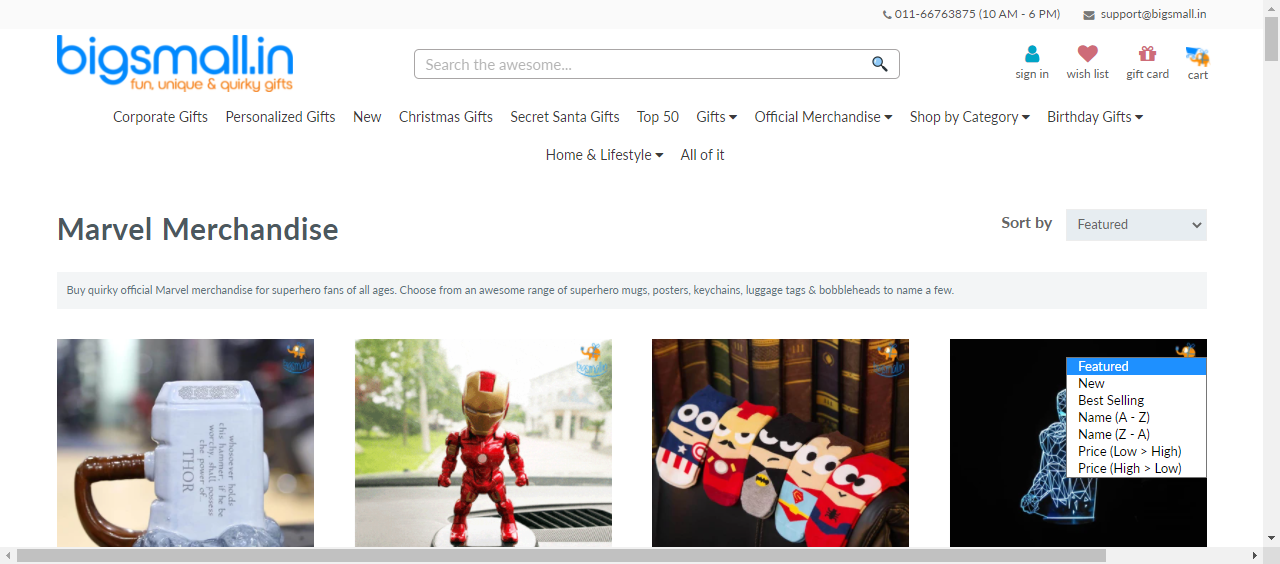 011-66763875 (10 AM - 6 PM) support@bigsmall.in
bigsmall.in
fun, unique & quirky gifts
Search the awesome...
sign in wish list gift card cart
Corporate Gifts Personalized Gifts New Christmas Gifts Secret Santa Gifts Top 50 Gifts Official Merchandise Shop by Category Birthday Gifts
Home & Lifestyle All of it
Marvel Merchandise
Sort by Featured
Buy quirky official Marvel merchandise for superhero fans of all ages. Choose from an awesome range of superhero mugs, posters, keychains, luggage tags & bobbleheads to name a few.
whosoever holds
this hammer, if he be
worthy, shall possess
the power of...
THOR
Featured
New
Best Selling
Name (A - Z)
Name (Z - A)
Price (Low > High)
Price (High > Low)